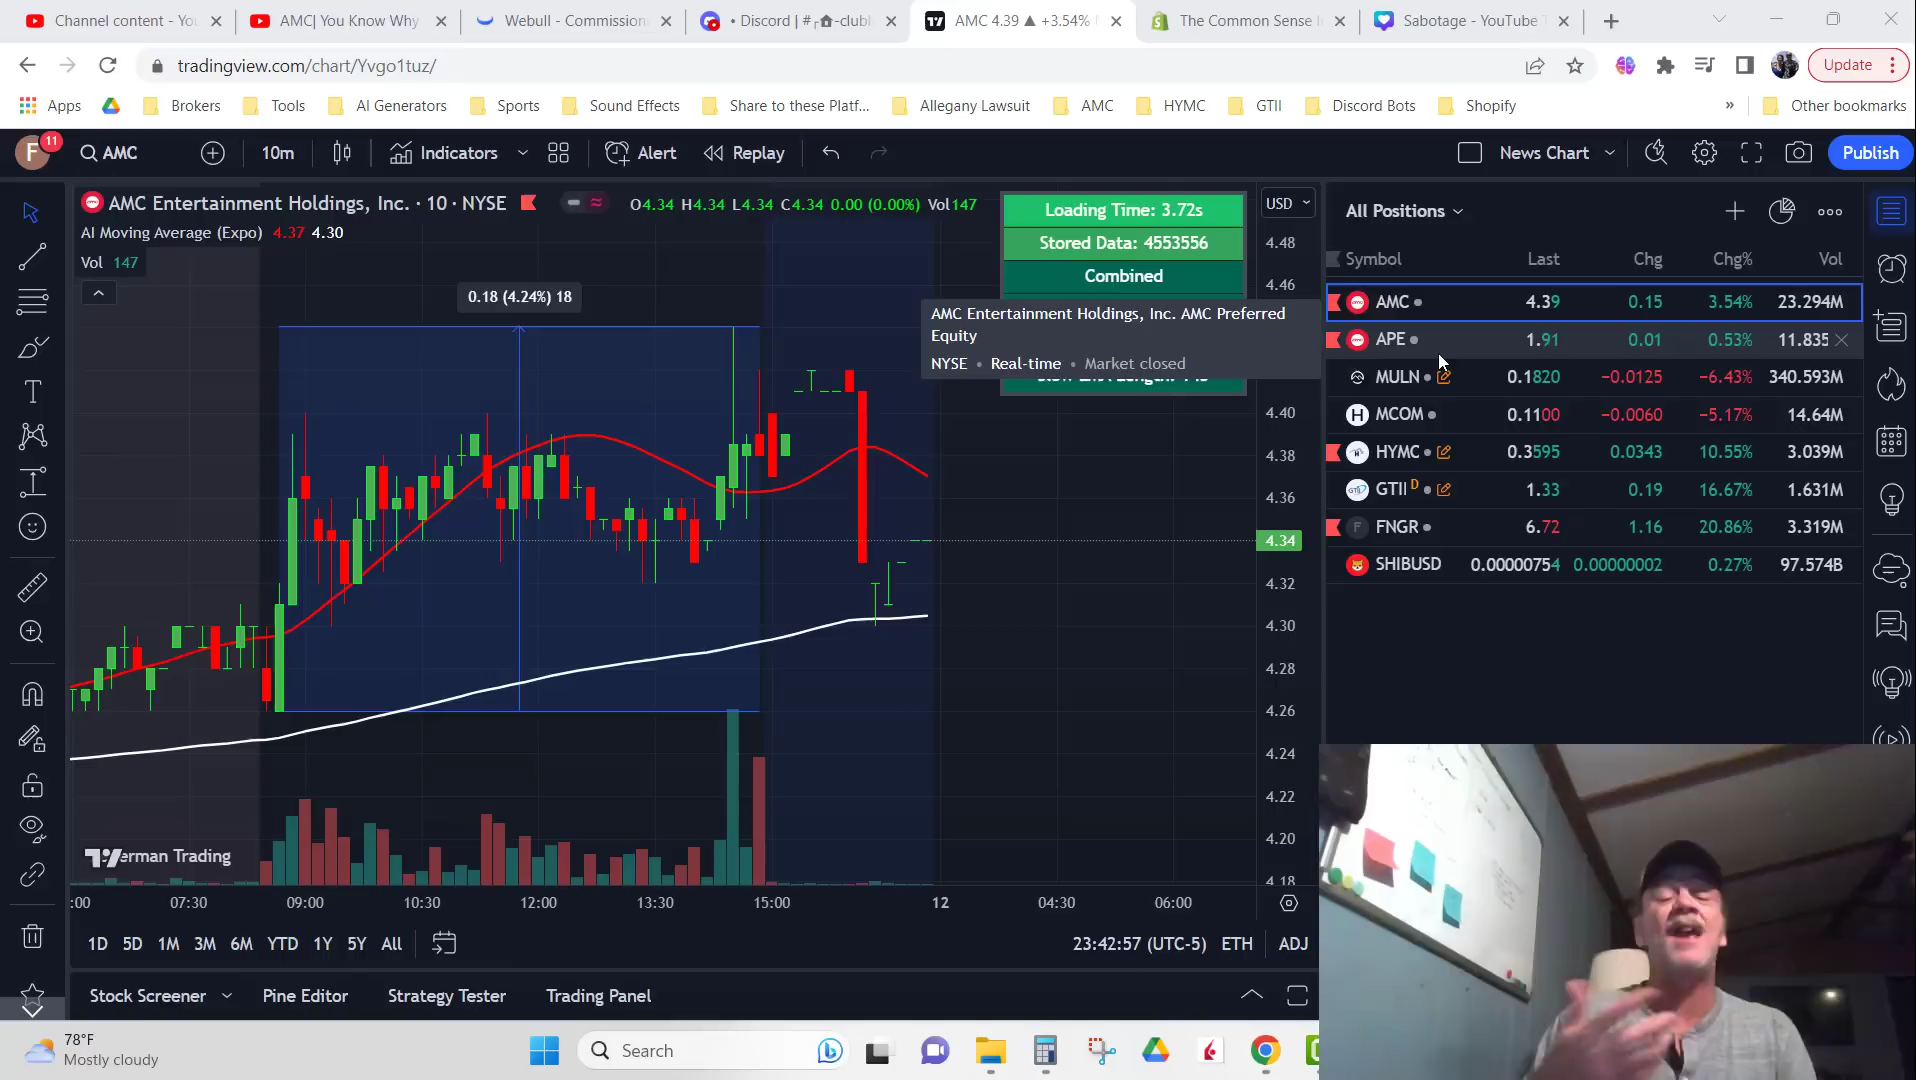 Channel content - You
AMC| You Know Why
Webull - Commission
• Discord | #
-clubl
AMC 4.39 ▲ +3.54%
The Common Sense I
Sabotage - YouTube T
tradingview.com/chart/Yvgo1tuz/
Update
Apps
Brokers
Tools
AI Generators
Sports
Sound Effects
Share to these Platf...
Allegany Lawsuit
AMC
HYMC
GTII
Discord Bots
Shopify
»
Other bookmarks
F
11
AMC
10m
Indicators
Alert
Replay
News Chart
Publish
AMC Entertainment Holdings, Inc. · 10 · NYSE
O4.34 H4.34 L4.34 C4.34 0.00 (0.00%) Vol147
AI Moving Average (Expo) 4.37 4.30
Vol 147
0.18 (4.24%) 18
Loading Time: 3.72s
Stored Data: 4553556
Combined
AMC Entertainment Holdings, Inc. AMC Preferred
Equity
NYSE • Real-time • Market closed
USD
4.48
4.46
4.40
4.38
4.36
4.34
4.32
4.30
4.28
4.26
4.24
4.22
4.20
4.18
All Positions
Symbol Last Chg Chg% Vol
AMC 4.39 0.15 3.54% 23.294M
APE 1.91 0.01 0.53% 11.835
MULN 0.1820 −0.0125 −6.43% 340.593M
MCOM 0.1100 −0.0060 −5.17% 14.64M
HYMC 0.3595 0.0343 10.55% 3.039M
GTII D 1.33 0.19 16.67% 1.631M
FNGR 6.72 1.16 20.86% 3.319M
SHIBUSD 0.00000754 0.00000002 0.27% 97.574B
erman Trading
:00 07:30 09:00 10:30 12:00 13:30 15:00 12 04:30 06:00
1D 5D 1M 3M 6M YTD 1Y 5Y All
23:42:57 (UTC-5) ETH ADJ
Stock Screener
Pine Editor
Strategy Tester
Trading Panel
78°F
Mostly cloudy
Search